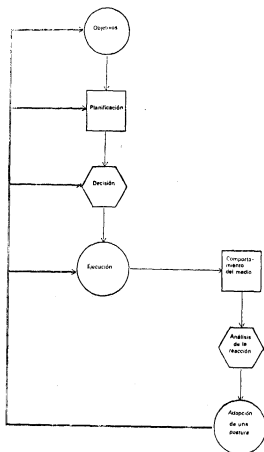 Objetivos
Planificación
Decisión
Ejecución
Comporta-
miento
del medio
Análisis
de la
reacción
Adopción
de una
postura